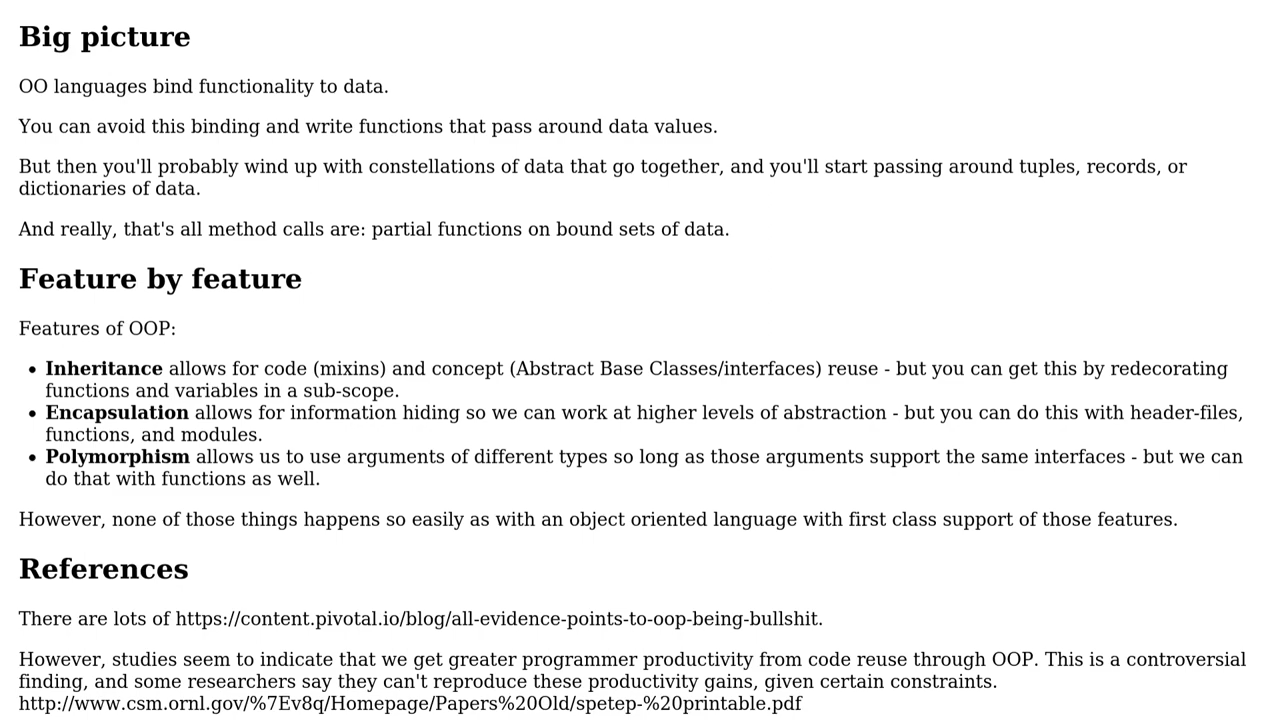 Big picture
OO languages bind functionality to data.
You can avoid this binding and write functions that pass around data values.
But then you'll probably wind up with constellations of data that go together, and you'll start passing around tuples, records, or
dictionaries of data.
And really, that's all method calls are: partial functions on bound sets of data.
Feature by feature
Features of OOP:
• Inheritance allows for code (mixins) and concept (Abstract Base Classes/interfaces) reuse - but you can get this by redecorating
functions and variables in a sub-scope.
• Encapsulation allows for information hiding so we can work at higher levels of abstraction - but you can do this with header-files,
functions, and modules.
• Polymorphism allows us to use arguments of different types so long as those arguments support the same interfaces - but we can
do that with functions as well.
However, none of those things happens so easily as with an object oriented language with first class support of those features.
References
There are lots of https://content.pivotal.io/blog/all-evidence-points-to-oop-being-bullshit.
However, studies seem to indicate that we get greater programmer productivity from code reuse through OOP. This is a controversial
finding, and some researchers say they can't reproduce these productivity gains, given certain constraints.
http://www.csm.ornl.gov/%7Ev8q/Homepage/Papers%20Old/spetep-%20printable.pdf